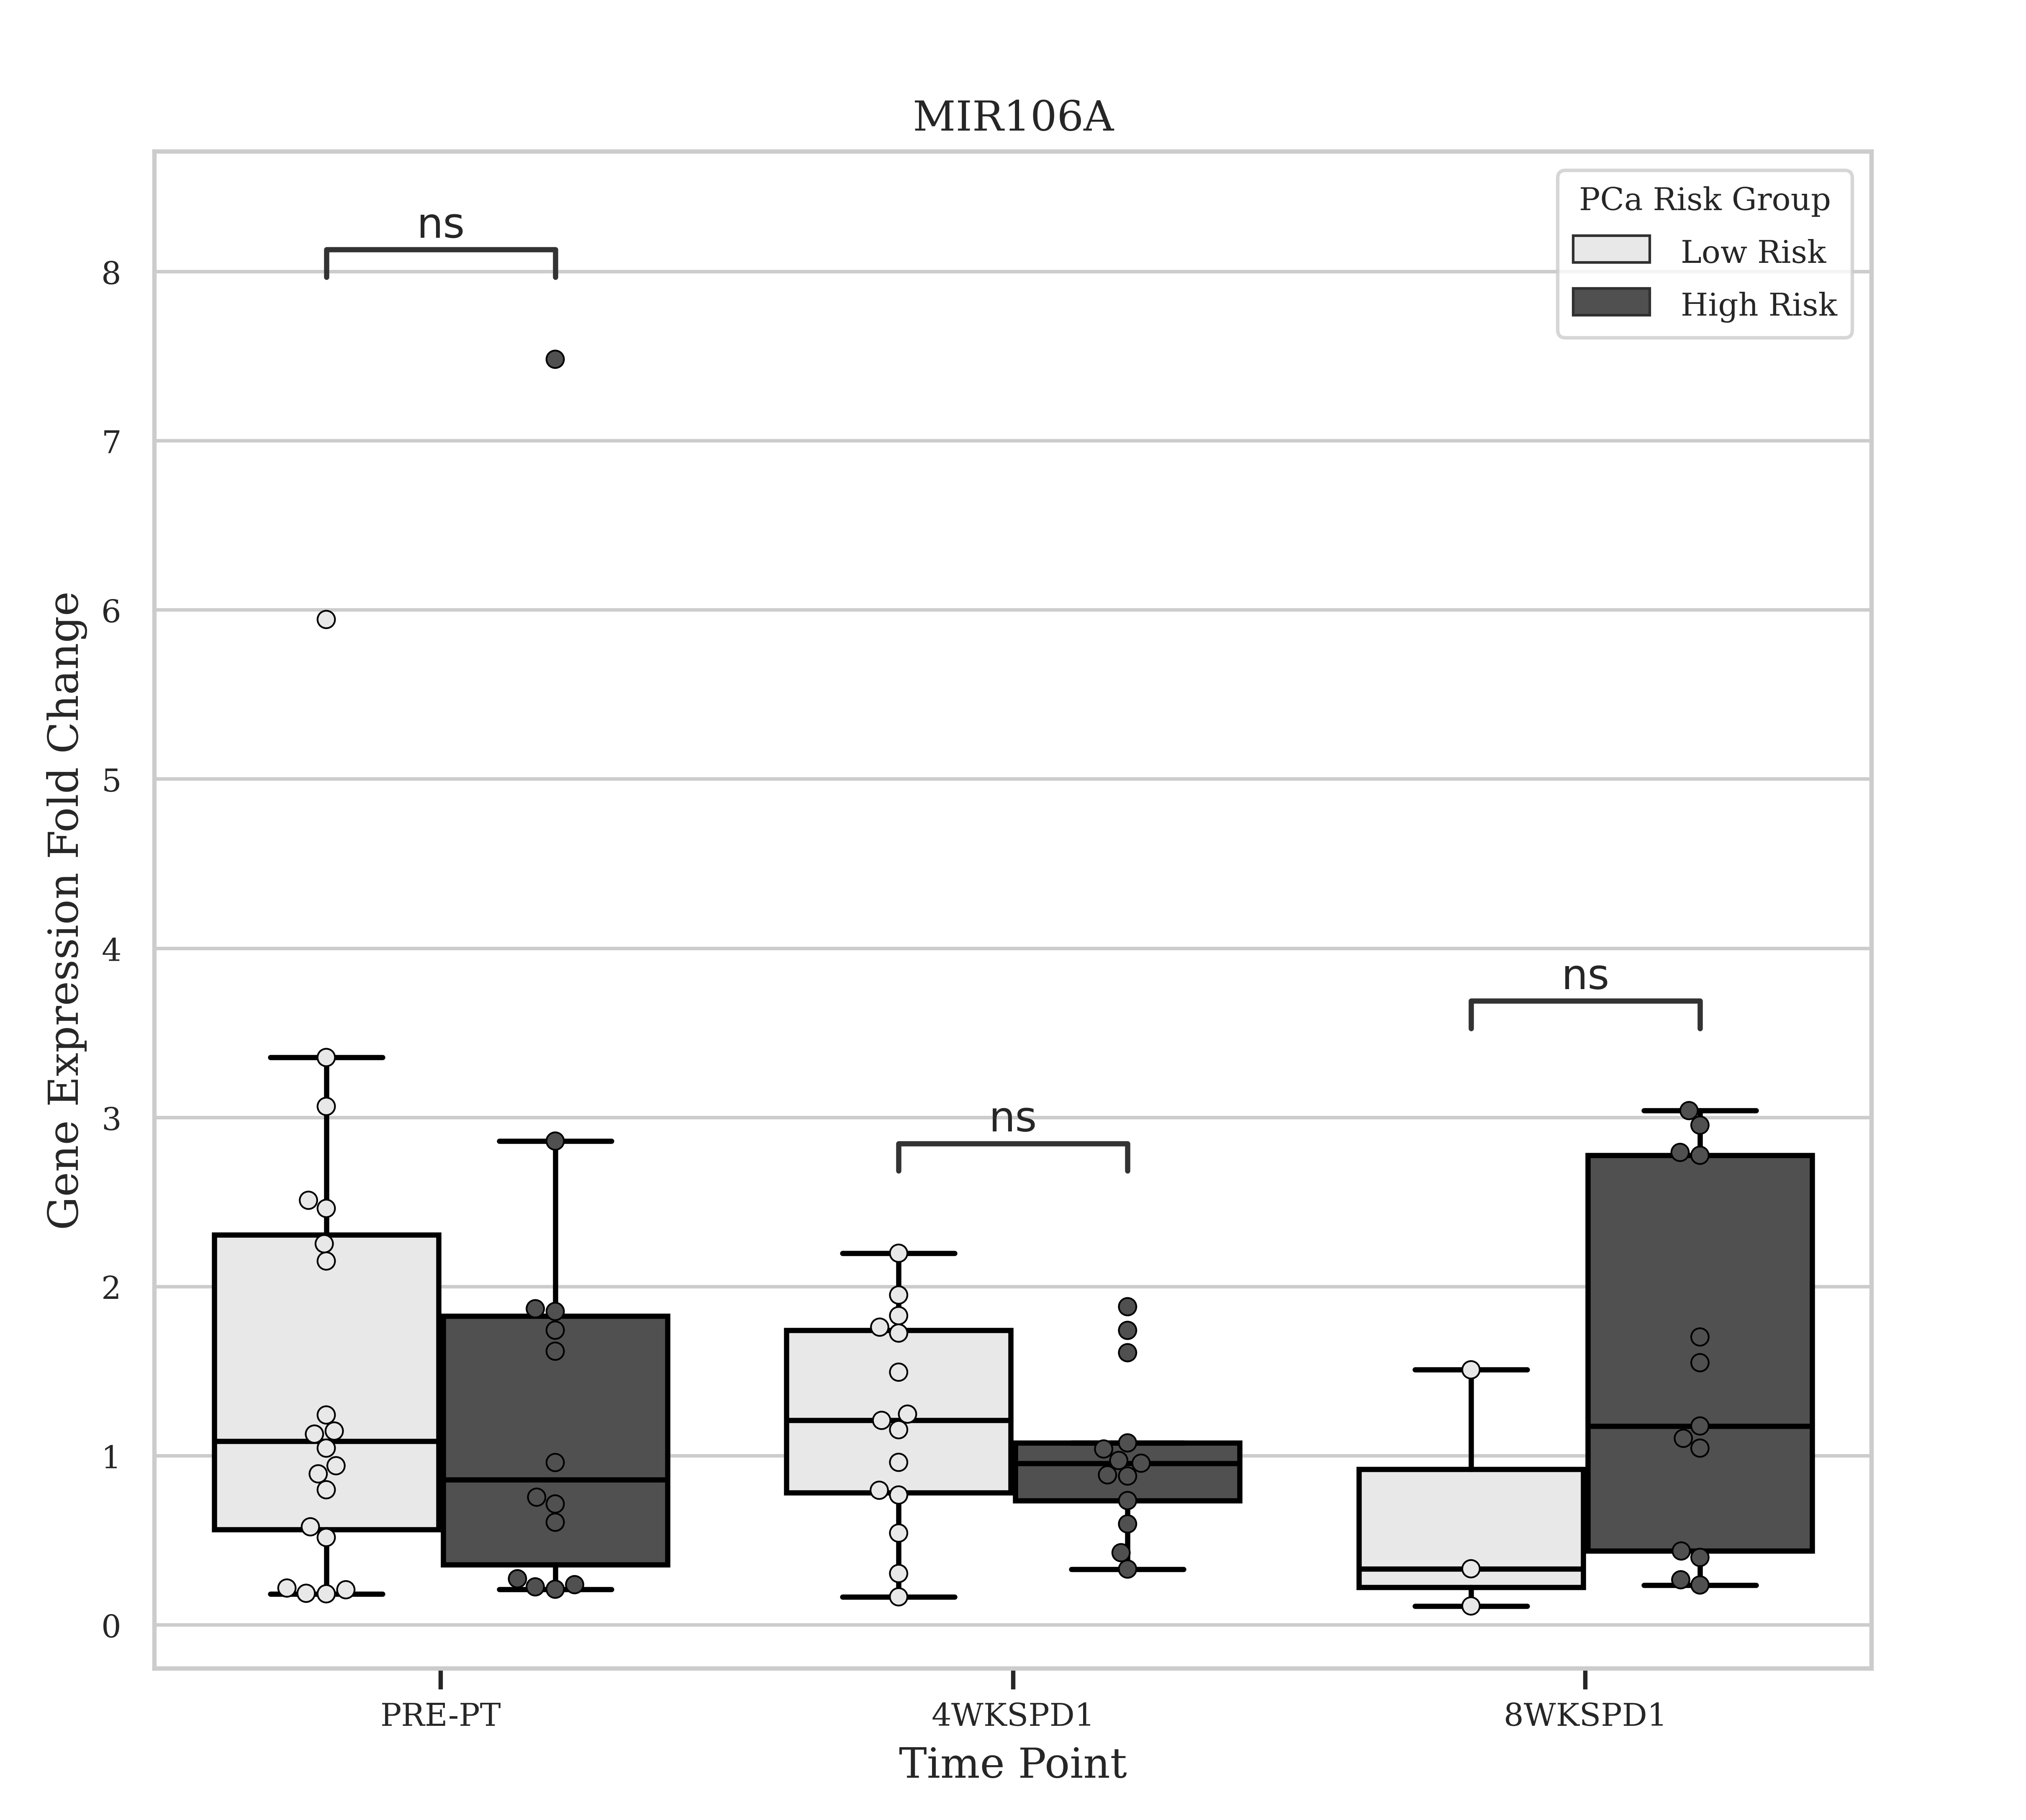 MIR106A
PCa Risk Group
Low Risk
High Risk
ns
ns
ns
Gene Expression Fold Change
8
7
6
5
4
3
2
1
0
PRE-PT
4WKSPD1
8WKSPD1
Time Point